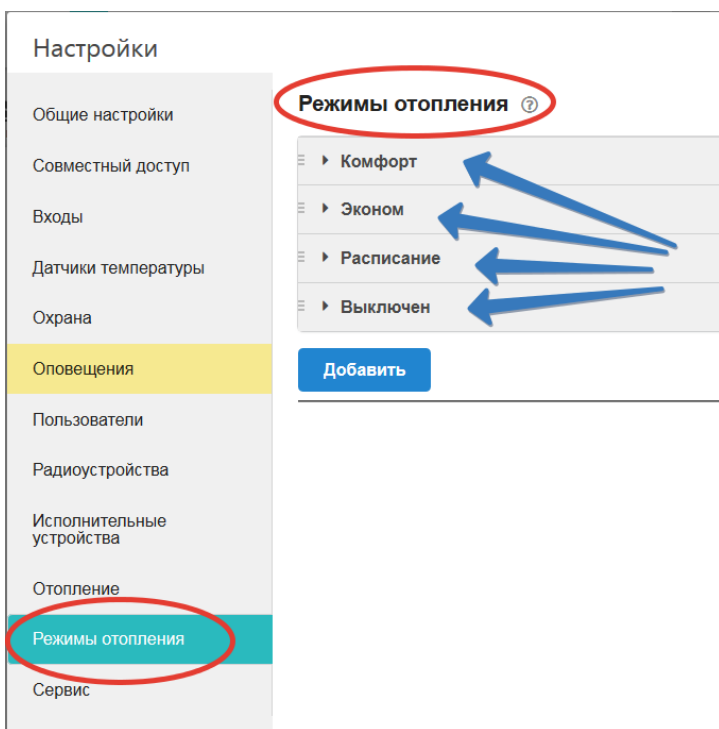 Настройки
Общие настройки
Совместный доступ
Входы
Датчики температуры
Охрана
Оповещения
Пользователи
Радиоустройства
Исполнительные
устройства
Отопление
Режимы отопления
Сервис
Режимы отопления ?
Комфорт
Эконом
Расписание
Выключен
Добавить